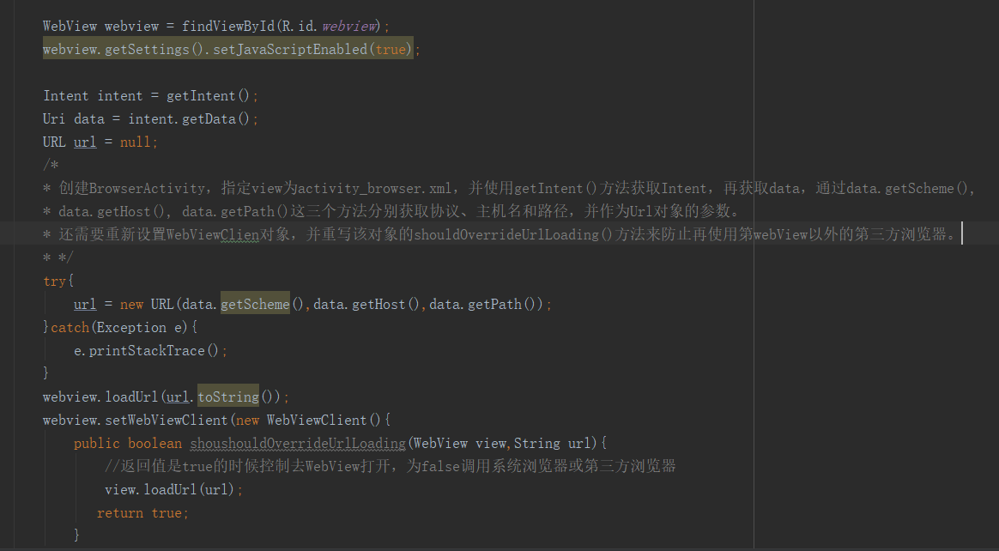 WebView webview = findViewById(R.id.webview);
webview.getSettings().setJavaScriptEnabled(true);
Intent intent = getIntent();
Uri data = intent.getData();
URL url = null;
/*
* 创建BrowserActivity，指定view为activity_browser.xml，并使用getIntent()方法获取Intent，再获取data，通过data.getScheme(),
* data.getHost(), data.getPath()这三个方法分别获取协议、主机名和路径，并作为Url对象的参数。
* 还需要重新设置WebViewClien对象，并重写该对象的shouldOverrideUrlLoading()方法来防止再使用第webView以外的第三方浏览器。
* */
try{
url = new URL(data.getScheme(),data.getHost(),data.getPath());
}catch(Exception e){
e.printStackTrace();
}
webview.loadUrl(url.toString());
webview.setWebViewClient(new WebViewClient(){
public boolean shoushouldOverrideUrlLoading(WebView view,String url){
//返回值是true的时候控制去WebView打开，为false调用系统浏览器或第三方浏览器
view.loadUrl(url);
return true;
}